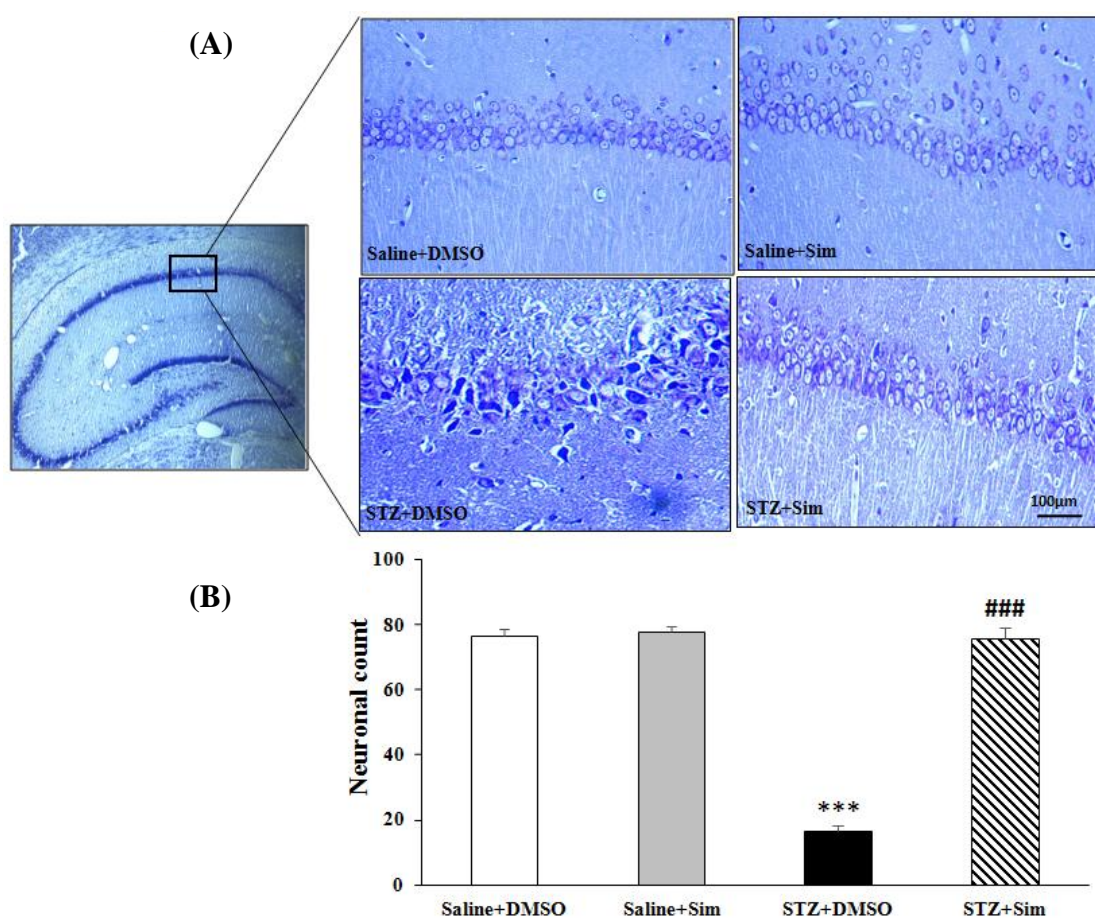 (A)
Saline+DMSO
Saline+Sim
STZ+DMSO
STZ+Sim
100µm
(B)
Neuronal count
100
80
60
40
20
0
***
###
Saline+DMSO
Saline+Sim
STZ+DMSO
STZ+Sim